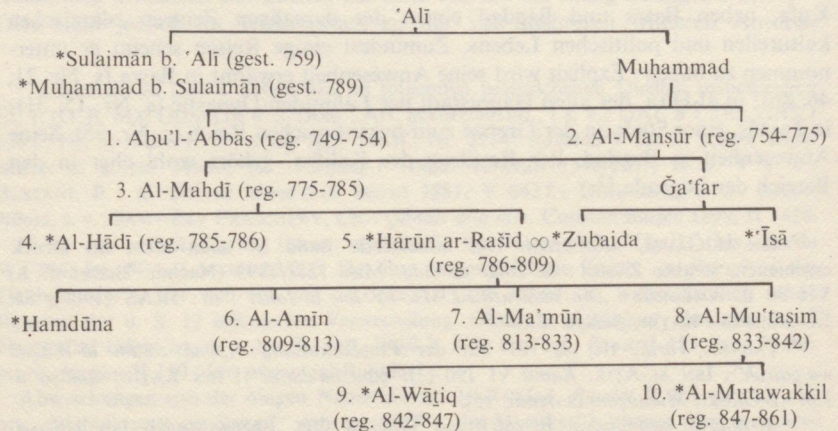 ʿAlī
*Sulaimān b. ʿAlī (gest. 759)
*Muḥammad b. Sulaimān (gest. 789)
Muḥammad
1. Abu'l-ʿAbbās (reg. 749-754)
2. Al-Manṣūr (reg. 754-775)
3. Al-Mahdī (reg. 775-785)
Ǧaʿfar
4. *Al-Hādī (reg. 785-786)
5. *Hārūn ar-Rašīd ∞ *Zubaida
*ʿĪsā
(reg. 786-809)
*Hamdūna
6. Al-Amīn
7. Al-Ma'mūn
8. Al-Muʿtaṣim
(reg. 809-813)
(reg. 813-833)
(reg. 833-842)
9. *Al-Wāṯiq
10. *Al-Mutawakkil
(reg. 842-847)
(reg. 847-861)